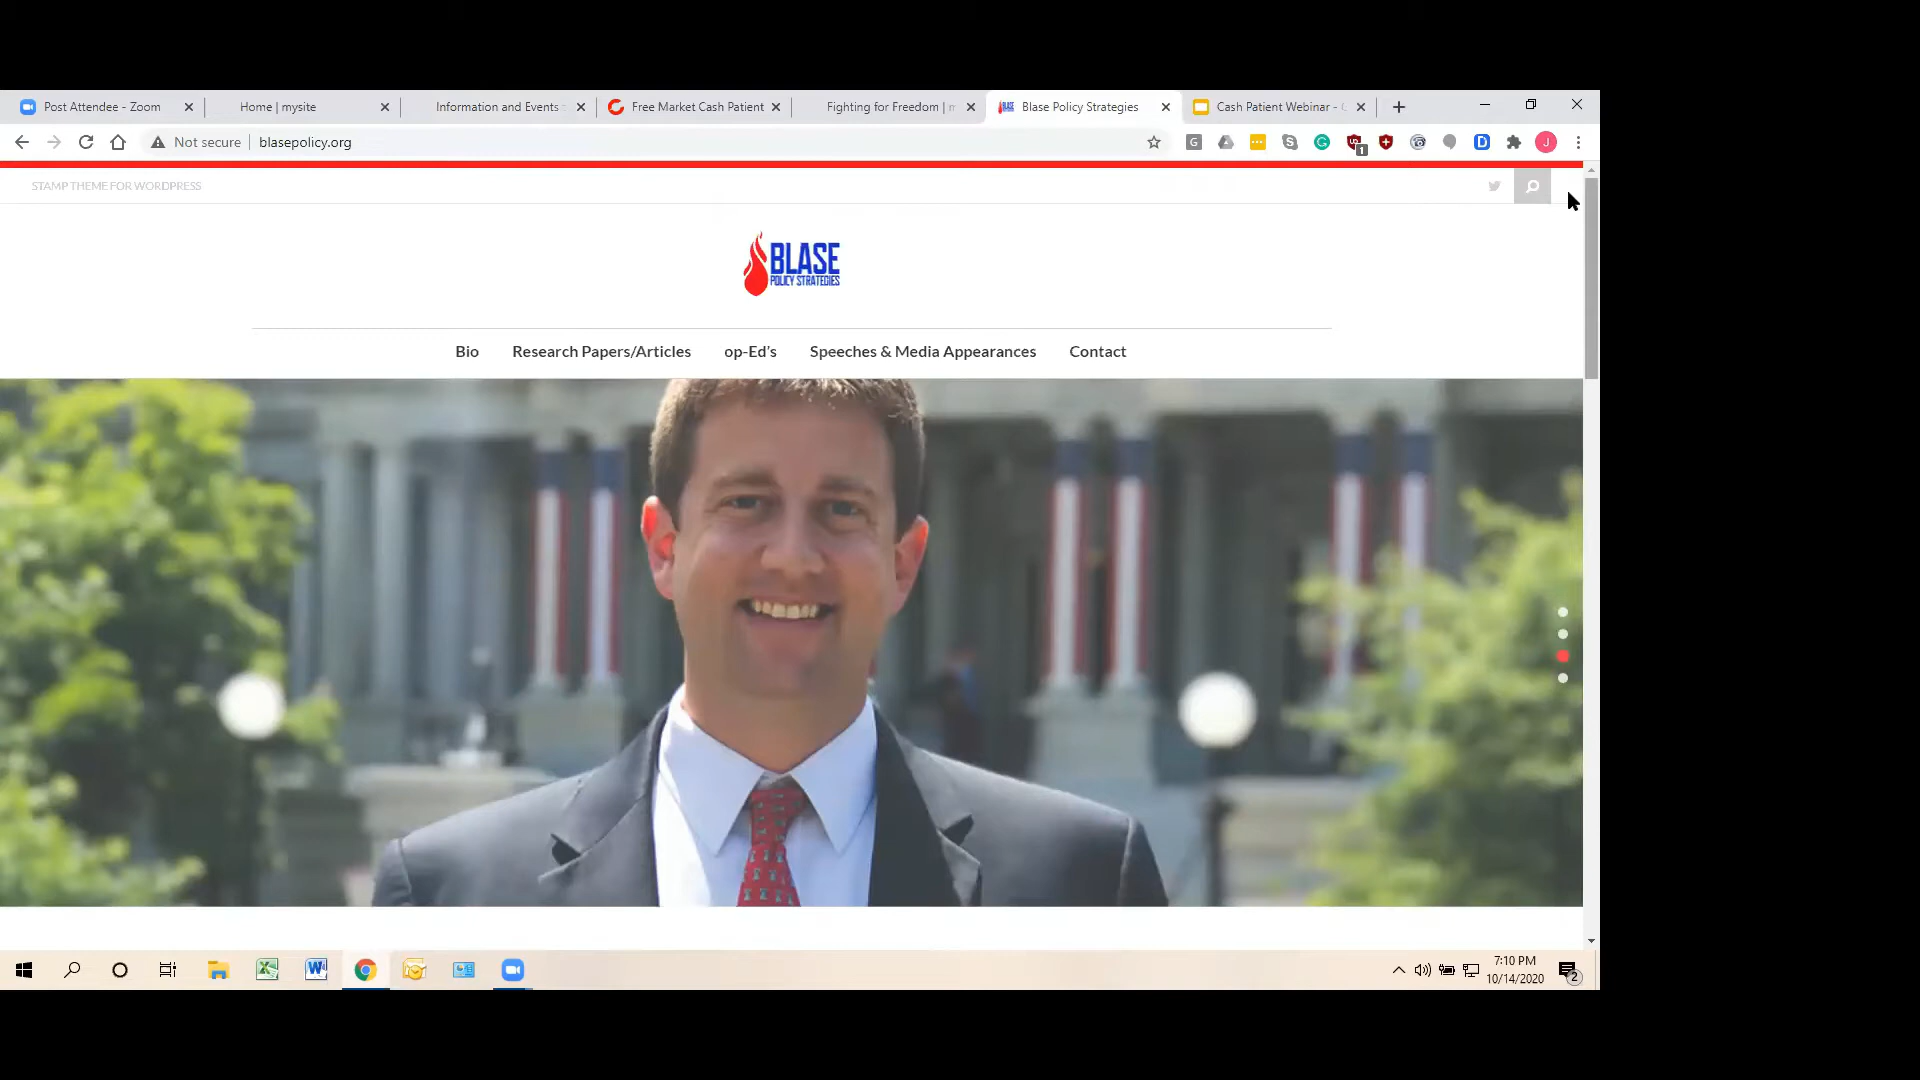 Post Attendee - Zoom
Home | mysite
Information and Events
Free Market Cash Patient
Fighting for Freedom |
Blase Policy Strategies
Cash Patient Webinar -
Not secure
blasepolicy.org
G
1
D
J
STAMP THEME FOR WORDPRESS
BLASE
POLICY STRATEGIES
Bio
Research Papers/Articles
op-Ed's
Speeches & Media Appearances
Contact
7:10 PM
10/14/2020
2